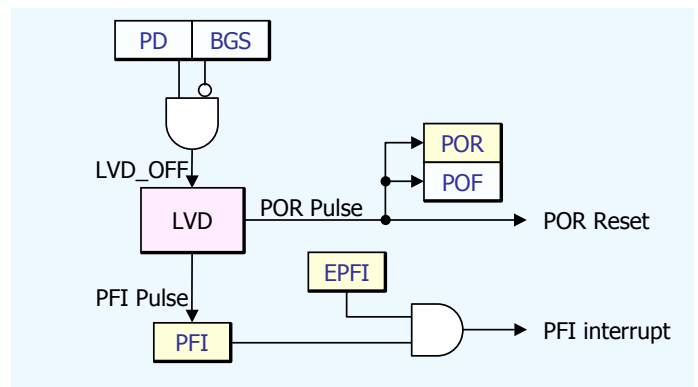 PD BGS
POR
LVD_OFF
POF
LVD POR Pulse POR Reset
EPFI
PFI Pulse
PFI PFI interrupt